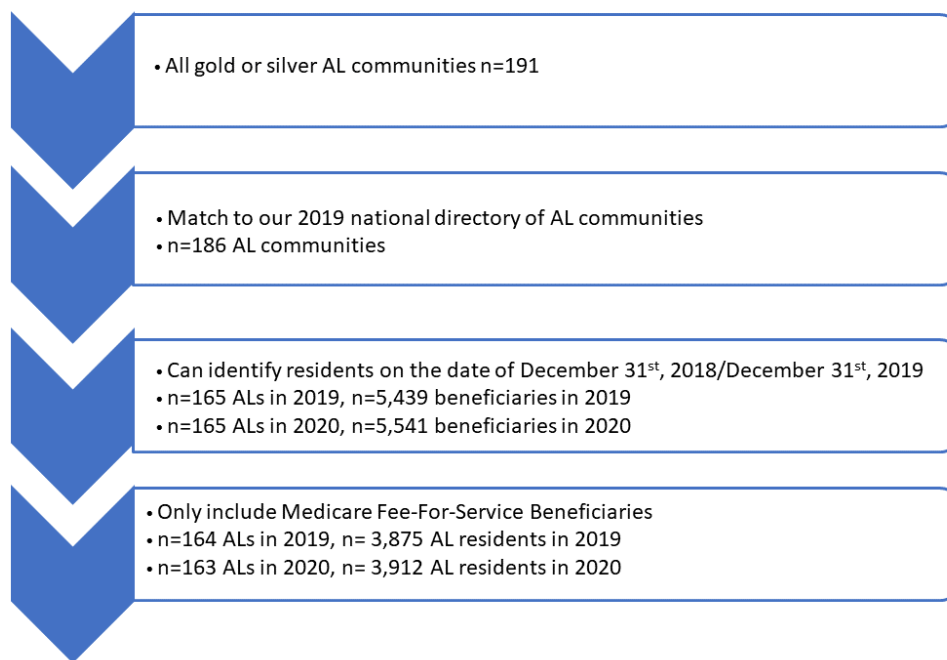 • All gold or silver AL communities n=191
• Match to our 2019 national directory of AL communities
• n=186 AL communities
• Can identify residents on the date of December 31st, 2018/December 31st, 2019
• n=165 ALs in 2019, n=5,439 beneficiaries in 2019
• n=165 ALs in 2020, n=5,541 beneficiaries in 2020
• Only include Medicare Fee-For-Service Beneficiaries
• n=164 ALs in 2019, n= 3,875 AL residents in 2019
• n=163 ALs in 2020, n= 3,912 AL residents in 2020